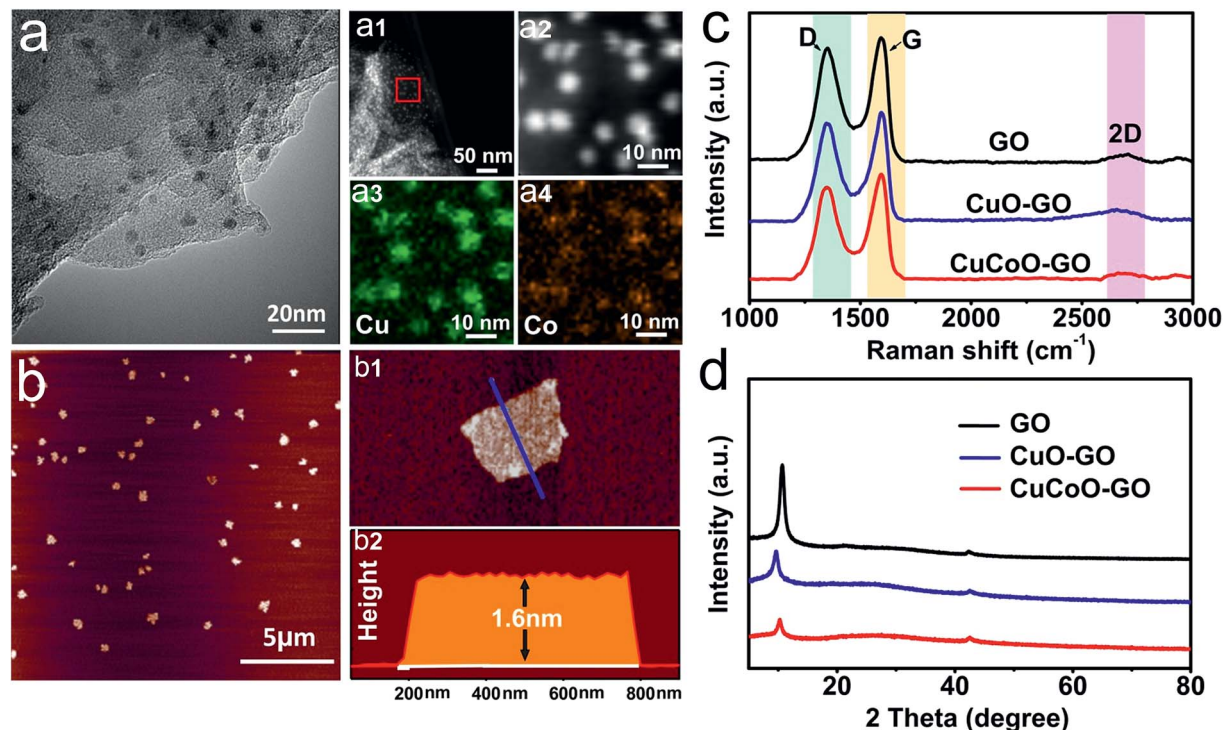 a
20nm
a1
50 nm
a2
10 nm
a3
Cu
10 nm
a4
Co
10 nm
b
5μm
b1
b2
Height
1.6nm
200nm 400nm 600nm 800nm
c
Intensity (a.u.)
D
G
2D
GO
CuO-GO
CuCoO-GO
1000 1500 2000 2500 3000
Raman shift (cm⁻¹)
d
Intensity (a.u.)
GO
CuO-GO
CuCoO-GO
20 40 60 80
2 Theta (degree)